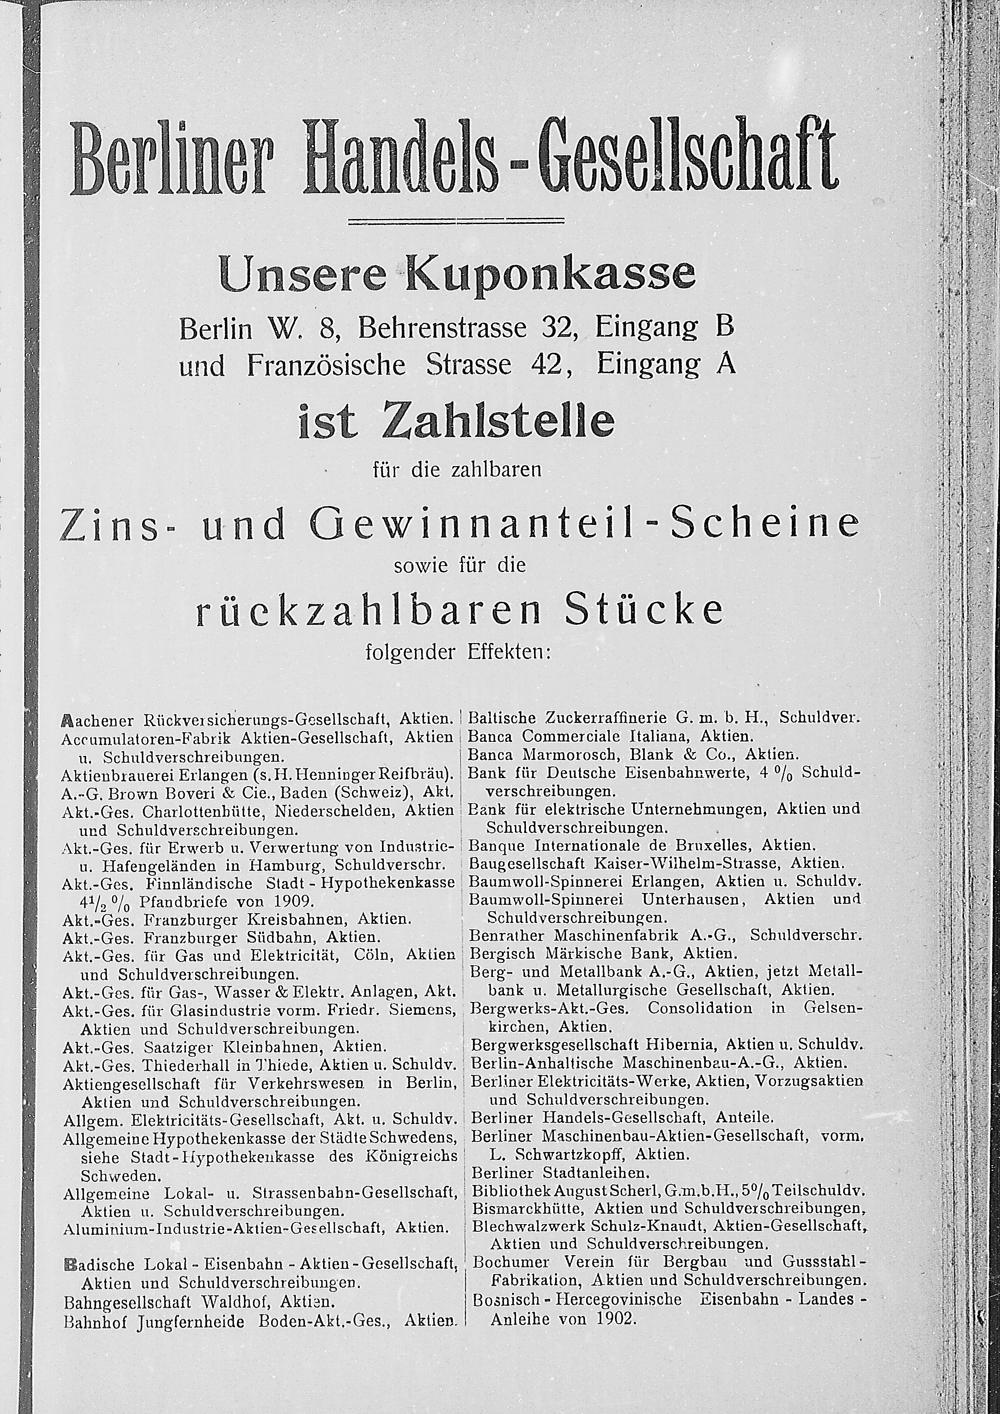 Berliner Handels-Gesellschaft
Unsere Kuponkasse
Berlin W. 8, Behrenstrasse 32, Eingang B
und Französische Strasse 42, Eingang A
ist Zahlstelle
für die zahlbaren
Zins- und Gewinnanteil-Scheine
sowie für die
rückzahlbaren Stücke
folgender Effekten:
Aachener Rückversicherungs-Gesellschaft, Aktien.
Accumulatoren-Fabrik Aktien-Gesellschaft, Aktien
u. Schuldverschreibungen.
Aktienbrauerei Erlangen (s. H. Henninger Reifbräu).
A.-G. Brown Boveri & Cie., Baden (Schweiz), Akt.
Akt.-Ges. Charlottenhütte, Niederschelden, Aktien
und Schuldverschreibungen.
Akt.-Ges. für Erwerb u. Verwertung von Industrie-
u. Hafengeländen in Hamburg, Schuldverschr.
Akt.-Ges. Finnländische Stadt-Hypothekenkasse
4½ % Pfandbriefe von 1909.
Akt.-Ges. Franzburger Kreisbahnen, Aktien.
Akt.-Ges. Franzburger Südbahn, Aktien.
Akt.-Ges. für Gas und Elektricität, Cöln, Aktien
und Schuldverschreibungen.
Akt.-Ges. für Gas-, Wasser & Elektr. Anlagen, Akt.
Akt.-Ges. für Glasindustrie vorm. Friedr. Siemens,
Aktien und Schuldverschreibungen.
Akt.-Ges. Saatziger Kleinbahnen, Aktien.
Akt.-Ges. Thiederhall in Thiede, Aktien u. Schuldv.
Aktiengesellschaft für Verkehrswesen in Berlin,
Aktien und Schuldverschreibungen.
Allgem. Elektricitäts-Gesellschaft, Akt. u. Schuldv.
Allgemeine Hypothekenkasse der Städte Schwedens,
siehe Stadt-Hypothekenkasse des Königreichs
Schweden.
Allgemeine Lokal- u. Strassenbahn-Gesellschaft,
Aktien u. Schuldverschreibungen.
Aluminium-Industrie-Aktien-Gesellschaft, Aktien.
Badische Lokal-Eisenbahn-Aktien-Gesellschaft,
Aktien und Schuldverschreibungen.
Bahngesellschaft Waldhof, Aktien.
Bahnhof Jungfernheide Boden-Akt.-Ges., Aktien.
Baltische Zuckerraffinerie G. m. b. H., Schuldver.
Banca Commerciale Italiana, Aktien.
Banca Marmorosch, Blank & Co., Aktien.
Bank für Deutsche Eisenbahnwerte, 4 % Schuld-
verschreibungen.
Bank für elektrische Unternehmungen, Aktien und
Schuldverschreibungen.
Banque Internationale de Bruxelles, Aktien.
Baugesellschaft Kaiser-Wilhelm-Strasse, Aktien.
Baumwoll-Spinnerei Erlangen, Aktien u. Schuldv.
Baumwoll-Spinnerei Unterhausen, Aktien und
Schuldverschreibungen.
Benrather Maschinenfabrik A.-G., Schuldverschr.
Bergisch Märkische Bank, Aktien.
Berg- und Metallbank A.-G., Aktien, jetzt Metall-
bank u. Metallurgische Gesellschaft, Aktien.
Bergwerks-Akt.-Ges. Consolidation in Gelsen-
kirchen, Aktien.
Bergwerksgesellschaft Hibernia, Aktien u. Schuldv.
Berlin-Anhaltische Maschinenbau-A.-G., Aktien.
Berliner Elektricitäts-Werke, Aktien, Vorzugsaktien
und Schuldverschreibungen.
Berliner Handels-Gesellschaft, Anteile.
Berliner Maschinenbau-Aktien-Gesellschaft, vorm.
L. Schwartzkopff, Aktien.
Berliner Stadtanleihen.
Bibliothek August Scherl, G.m.b.H., 5% Teilschuldv.
Bismarckhütte, Aktien und Schuldverschreibungen,
Blechwalzwerk Schulz-Knaudt, Aktien-Gesellschaft,
Aktien und Schuldverschreibungen.
Bochumer Verein für Bergbau und Gussstahl-
Fabrikation, Aktien und Schuldverschreibungen.
Bosnisch-Hercegovinische Eisenbahn-Landes-
Anleihe von 1902.